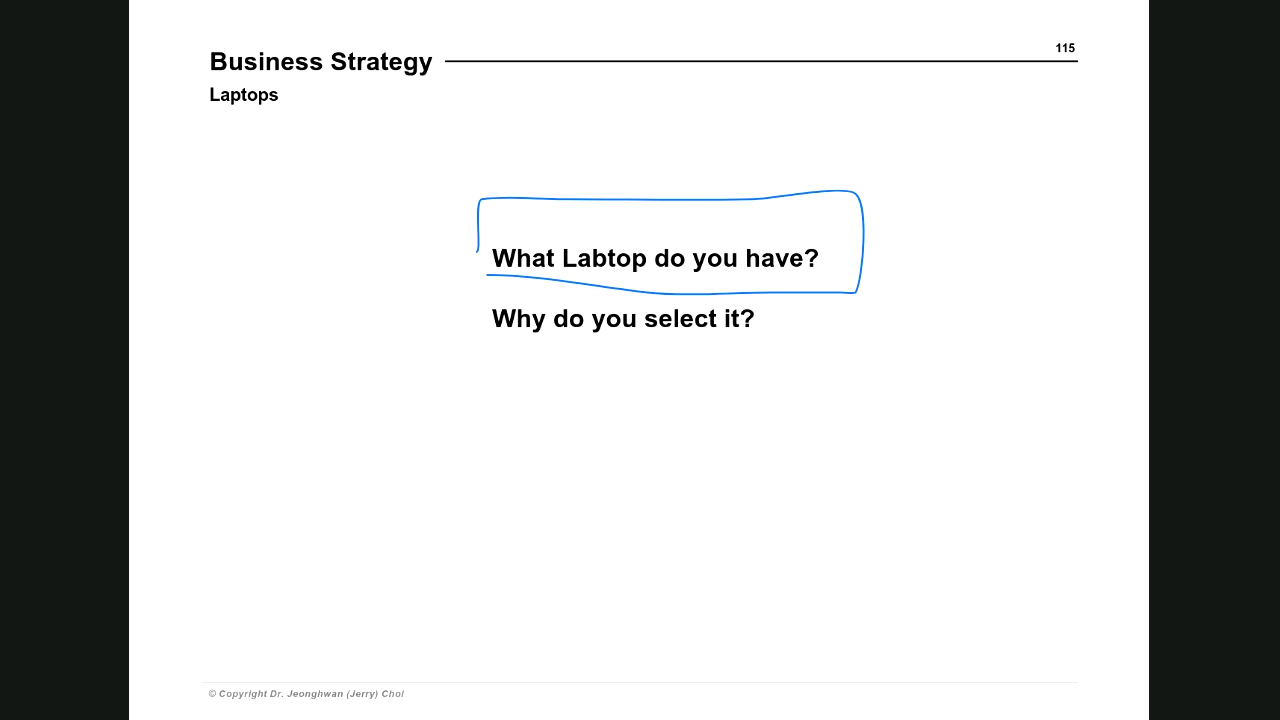 115
Business Strategy
Laptops
What Labtop do you have?
Why do you select it?
© Copyright Dr. Jeonghwan (Jerry) Choi